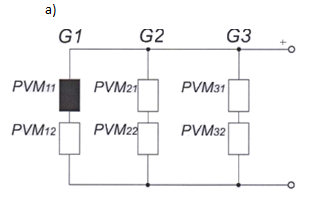 a)
G1 G2 G3
+
PVM11 PVM21 PVM31
PVM12 PVM22 PVM32